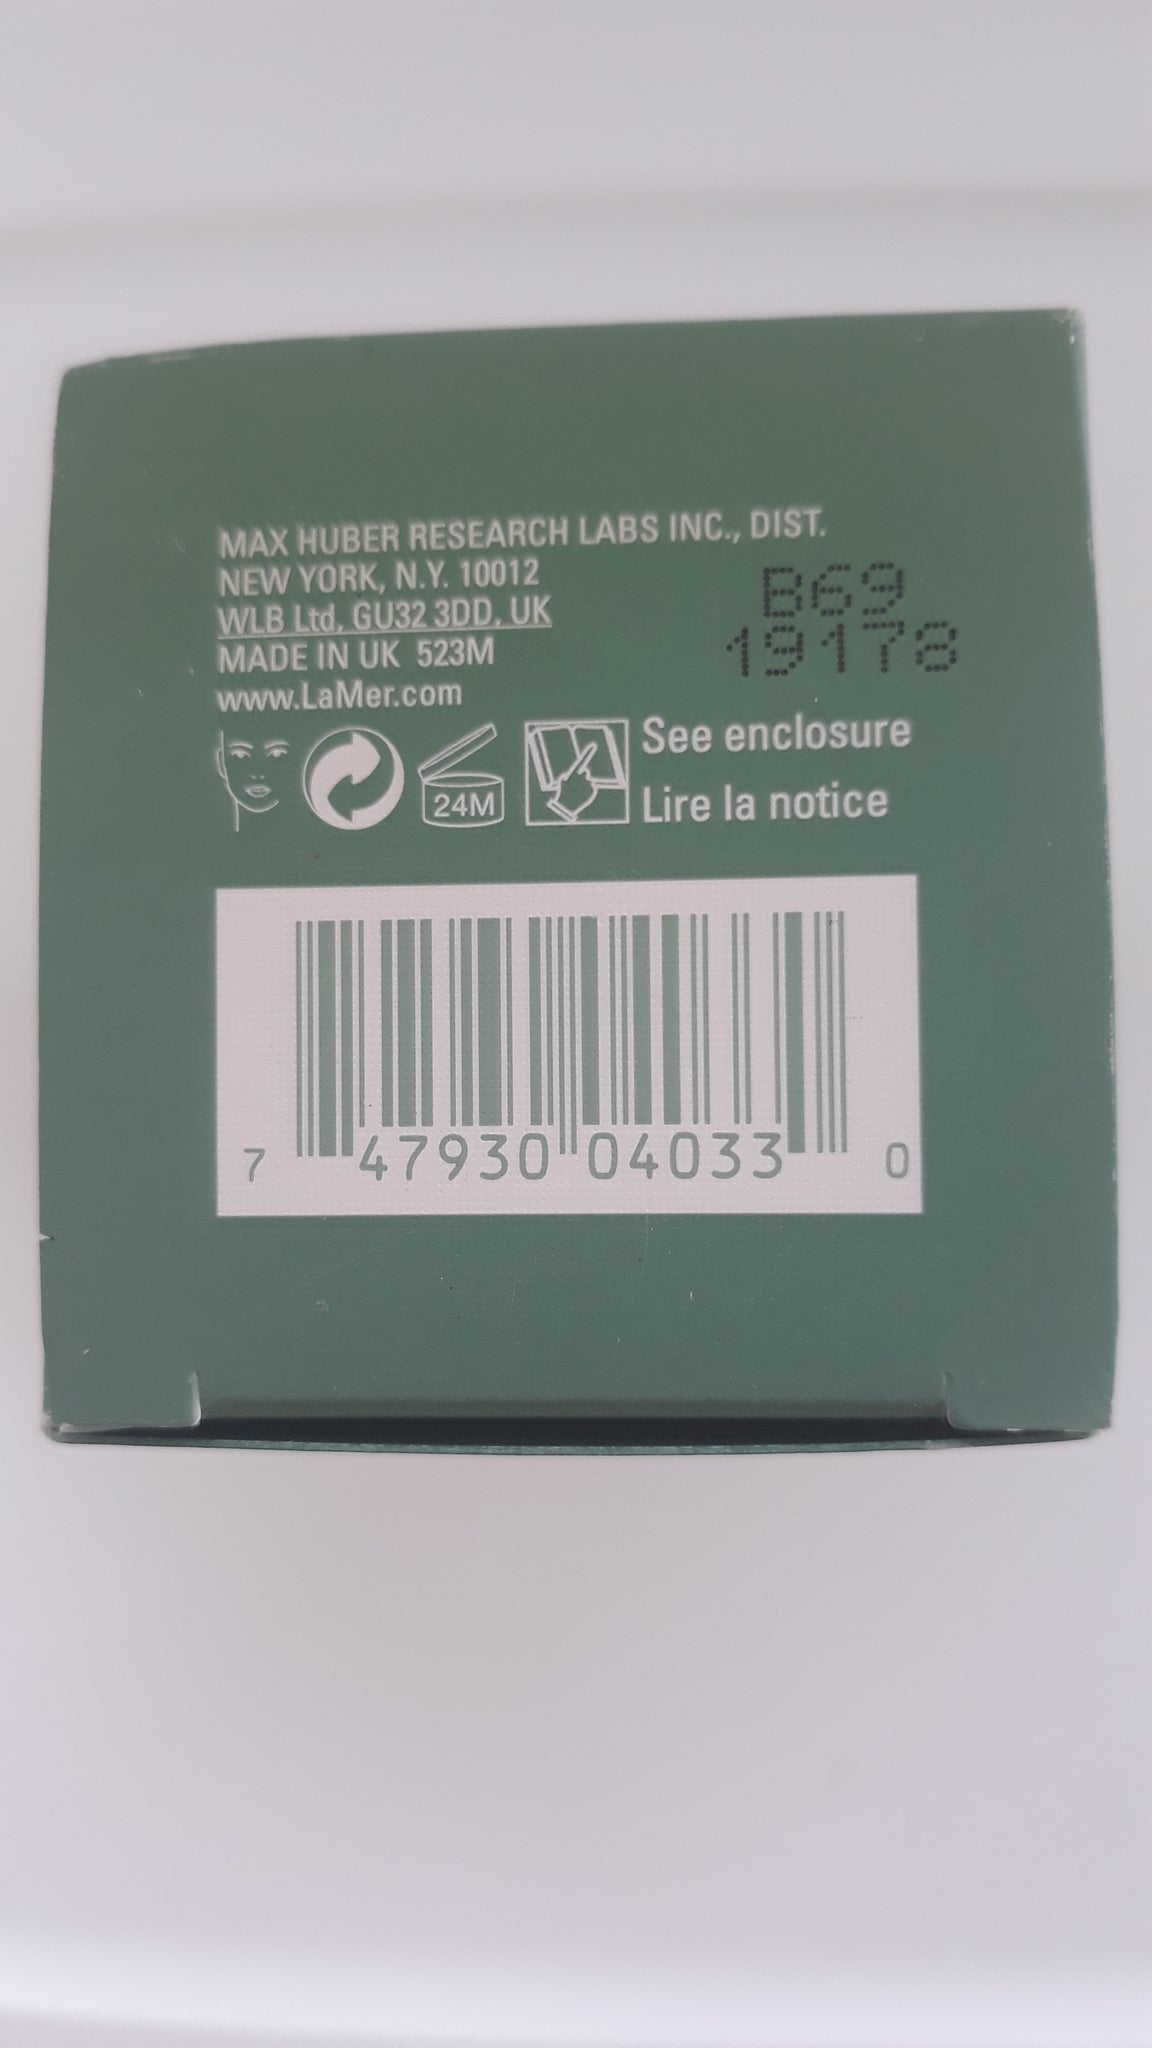 MAX HUBER RESEARCH LABS INC., DIST.
NEW YORK, N.Y. 10012
WLB Ltd, GU32 3DD, UK
MADE IN UK 523M
www.LaMer.com
B69
19178
24M
See enclosure
Lire la notice
7 47930 04033 0